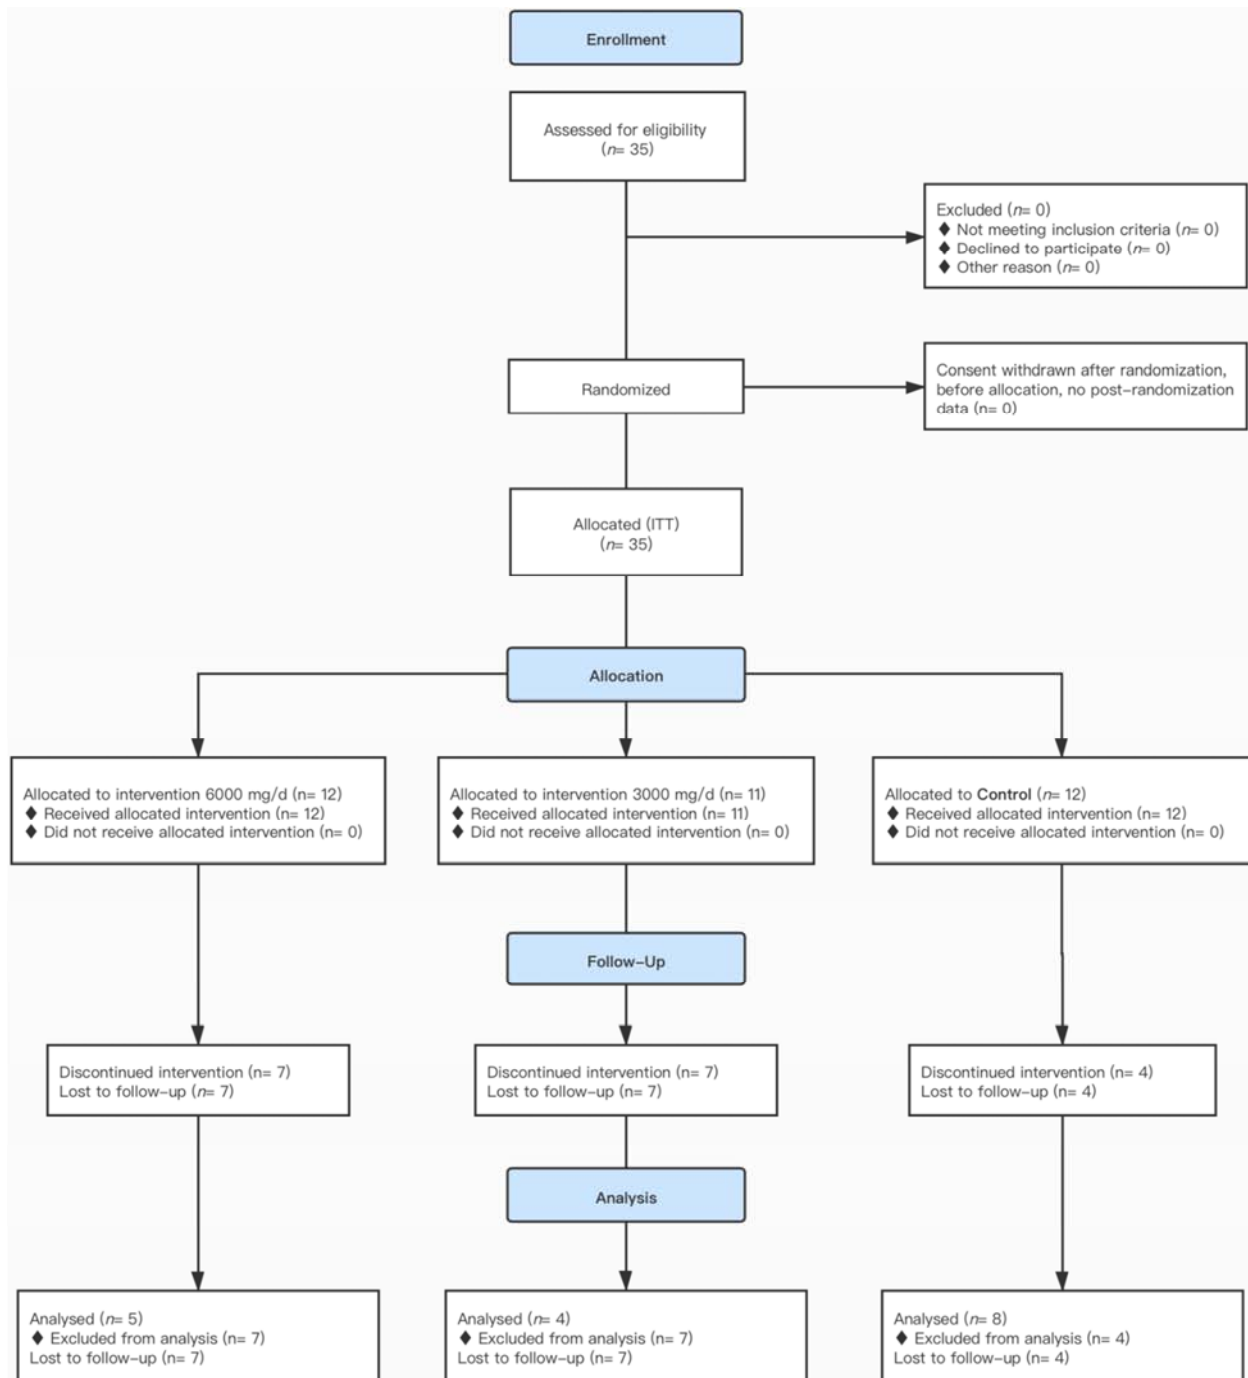 Enrollment
Assessed for eligibility
(n= 35)
Excluded (n= 0)
♦ Not meeting inclusion criteria (n= 0)
♦ Declined to participate (n= 0)
♦ Other reason (n= 0)
Randomized
Consent withdrawn after randomization,
before allocation, no post-randomization
data (n= 0)
Allocated (ITT)
(n= 35)
Allocation
Allocated to intervention 6000 mg/d (n= 12)
♦ Received allocated intervention (n= 12)
♦ Did not receive allocated intervention (n= 0)
Allocated to intervention 3000 mg/d (n= 11)
♦ Received allocated intervention (n= 11)
♦ Did not receive allocated intervention (n= 0)
Allocated to Control (n= 12)
♦ Received allocated intervention (n= 12)
♦ Did not receive allocated intervention (n= 0)
Follow-Up
Discontinued intervention (n= 7)
Lost to follow-up (n= 7)
Discontinued intervention (n= 7)
Lost to follow-up (n= 7)
Discontinued intervention (n= 4)
Lost to follow-up (n= 4)
Analysis
Analysed (n= 5)
♦ Excluded from analysis (n= 7)
Lost to follow-up (n= 7)
Analysed (n= 4)
♦ Excluded from analysis (n= 7)
Lost to follow-up (n= 7)
Analysed (n= 8)
♦ Excluded from analysis (n= 4)
Lost to follow-up (n= 4)